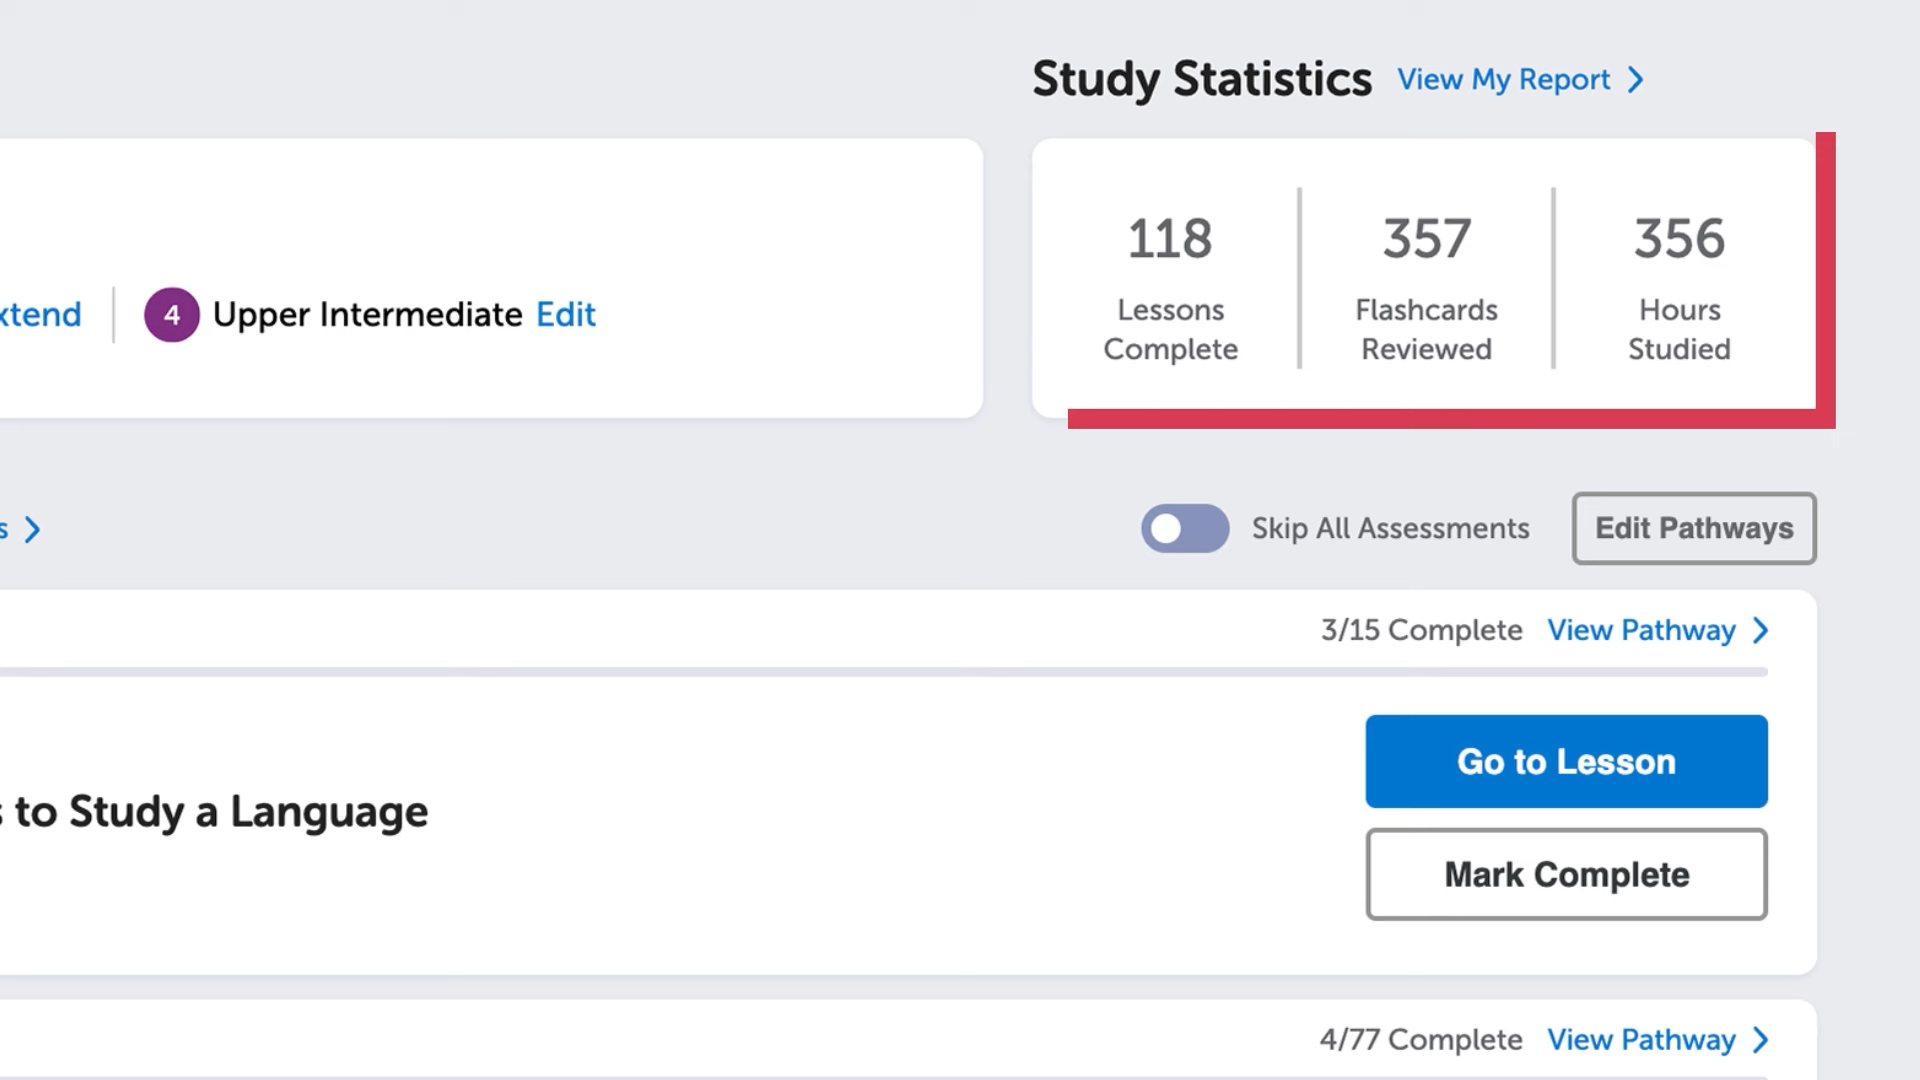 Study Statistics View My Report
118 357 356
Lessons Complete Flashcards Reviewed Hours Studied
xtend 4 Upper Intermediate Edit
s Skip All Assessments Edit Pathways
3/15 Complete View Pathway
Go to Lesson
s to Study a Language
Mark Complete
4/77 Complete View Pathway